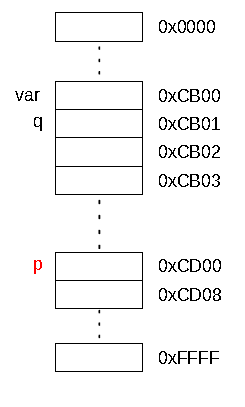 0x0000
var 0xCB00
q 0xCB01
0xCB02
0xCB03
p 0xCD00
0xCD08
0xFFFF